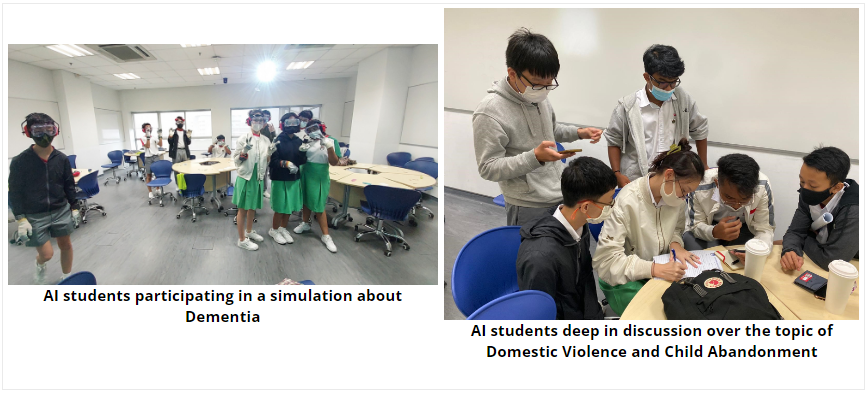 AI students participating in a simulation about
Dementia
AI students deep in discussion over the topic of
Domestic Violence and Child Abandonment